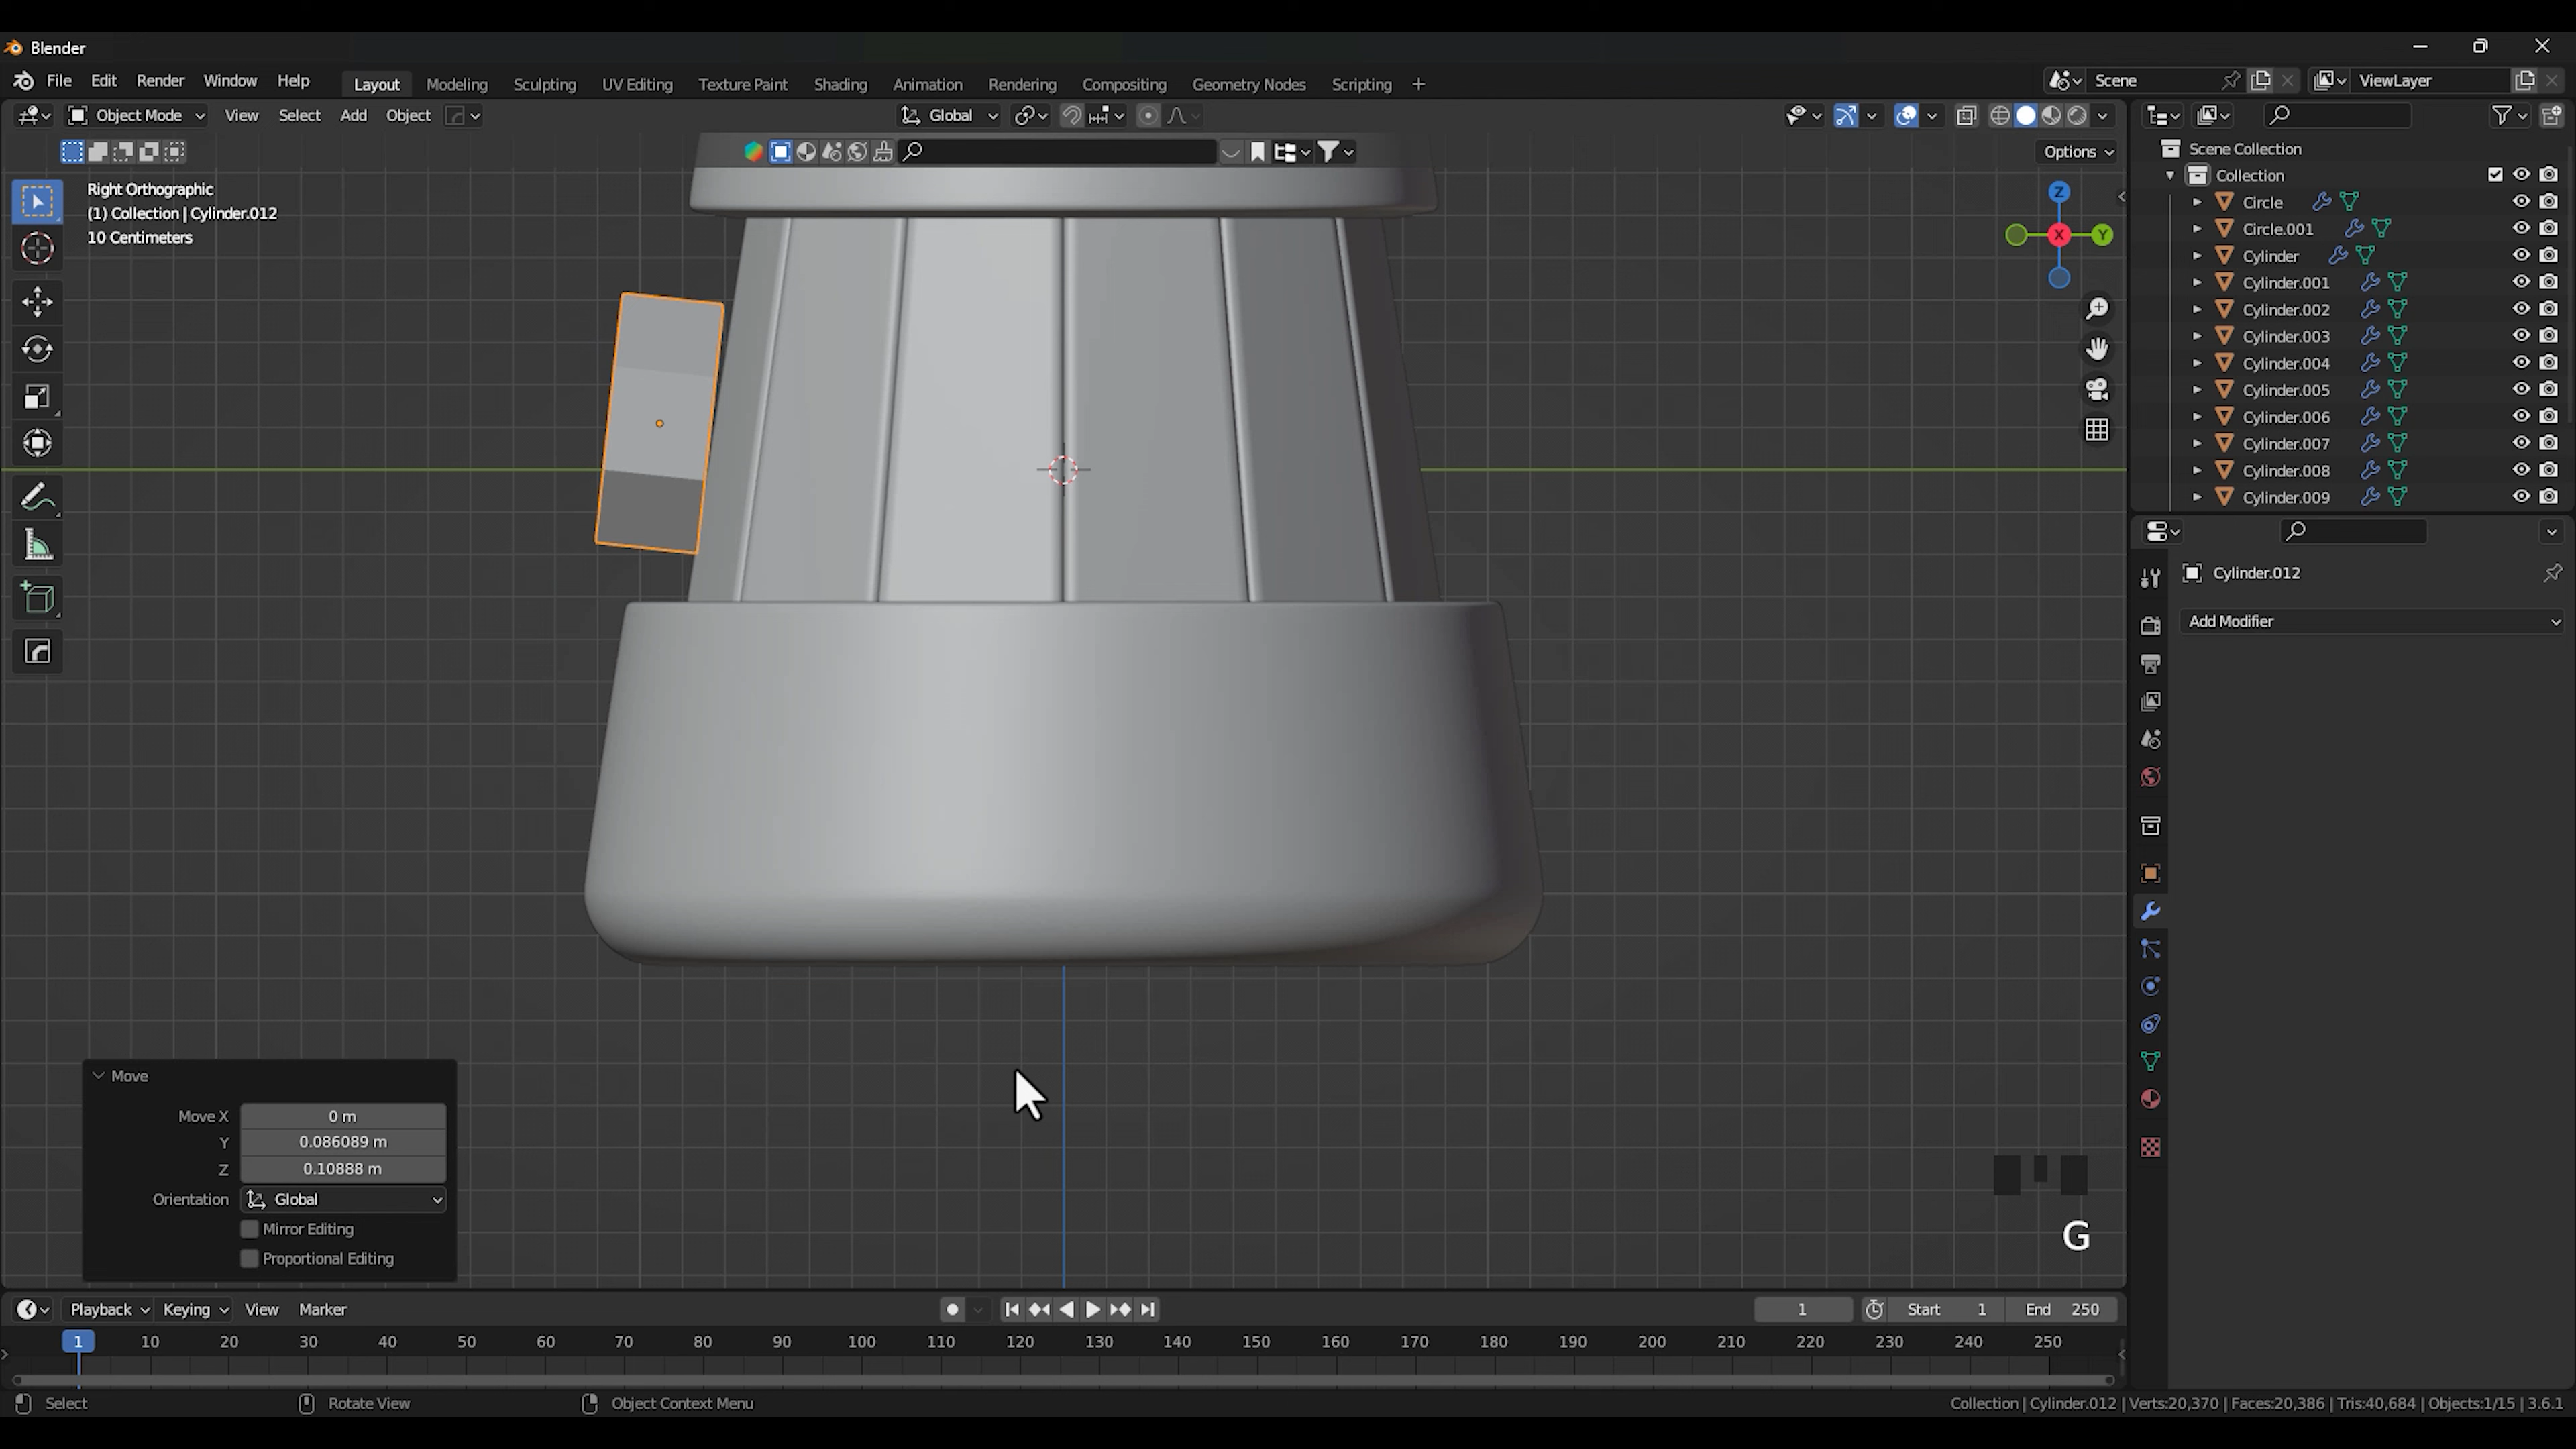 Blender
File Edit Render Window Help Layout Modeling Sculpting UV Editing Texture Paint Shading Animation Rendering Compositing Geometry Nodes Scripting + Scene ViewLayer
Object Mode View Select Add Object Global
Options
Right Orthographic
(1) Collection | Cylinder.012
10 Centimeters
Z
X
Y
Scene Collection
Collection
Circle
Circle.001
Cylinder
Cylinder.001
Cylinder.002
Cylinder.003
Cylinder.004
Cylinder.005
Cylinder.006
Cylinder.007
Cylinder.008
Cylinder.009
Cylinder.012
Add Modifier
Move
Move X 0 m
Y 0.086089 m
Z 0.10888 m
Orientation Global
Mirror Editing
Proportional Editing
G
Playback Keying View Marker 1 Start 1 End 250
1 10 20 30 40 50 60 70 80 90 100 110 120 130 140 150 160 170 180 190 200 210 220 230 240 250
Select Rotate View Object Context Menu Collection | Cylinder.012 | Verts:20,370 | Faces:20,386 | Tris:40,684 | Objects:1/15 | 3.6.1